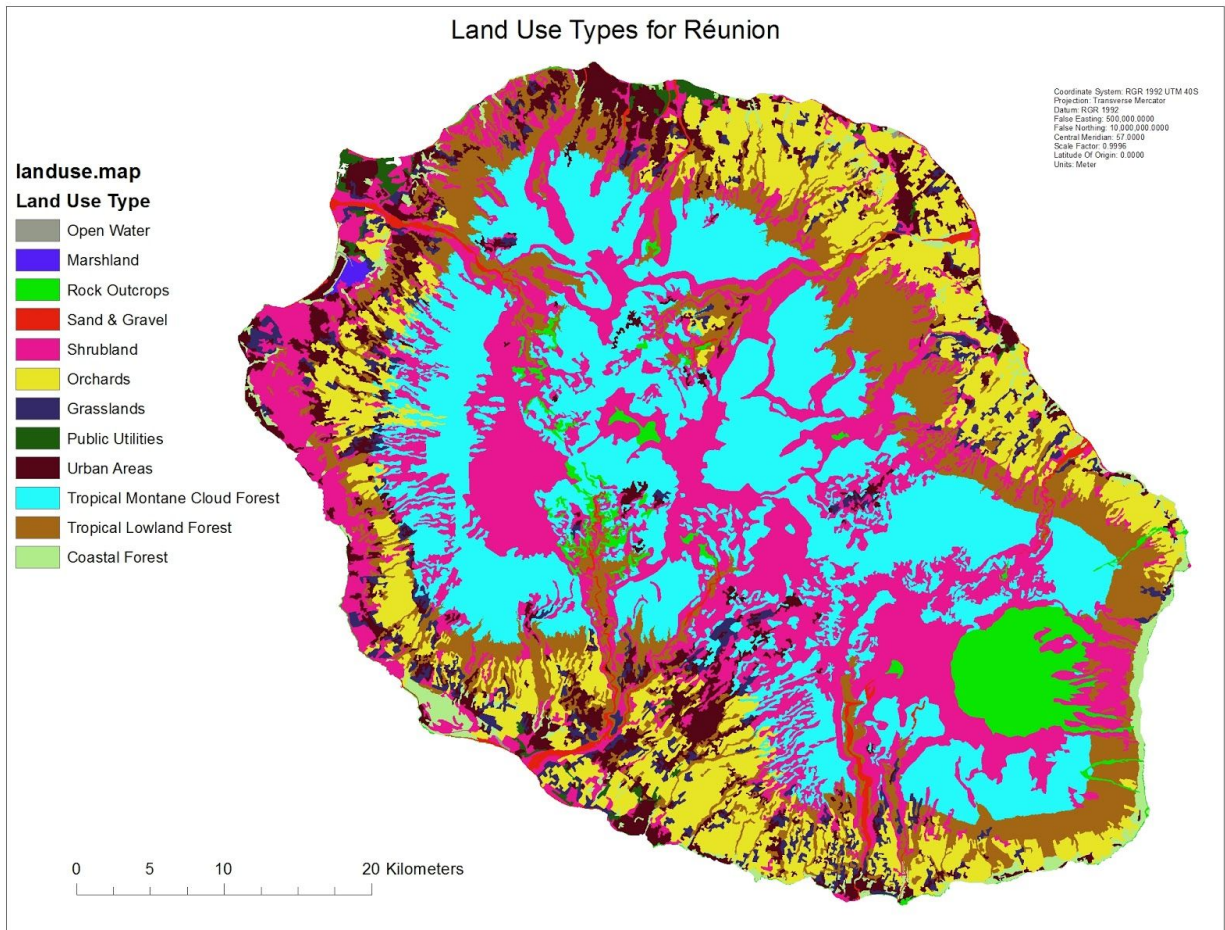 Land Use Types for Réunion
Coordinate System: RGR 1992 UTM 40S
Projection: Transverse Mercator
Datum: RGR 1992
False Easting: 500,000.0000
False Northing: 10,000,000.0000
Central Meridian: 57.0000
Scale Factor: 0.9996
Latitude Of Origin: 0.0000
Units: Meter
landuse.map
Land Use Type
Open Water
Marshland
Rock Outcrops
Sand & Gravel
Shrubland
Orchards
Grasslands
Public Utilities
Urban Areas
Tropical Montane Cloud Forest
Tropical Lowland Forest
Coastal Forest
0 5 10 20 Kilometers